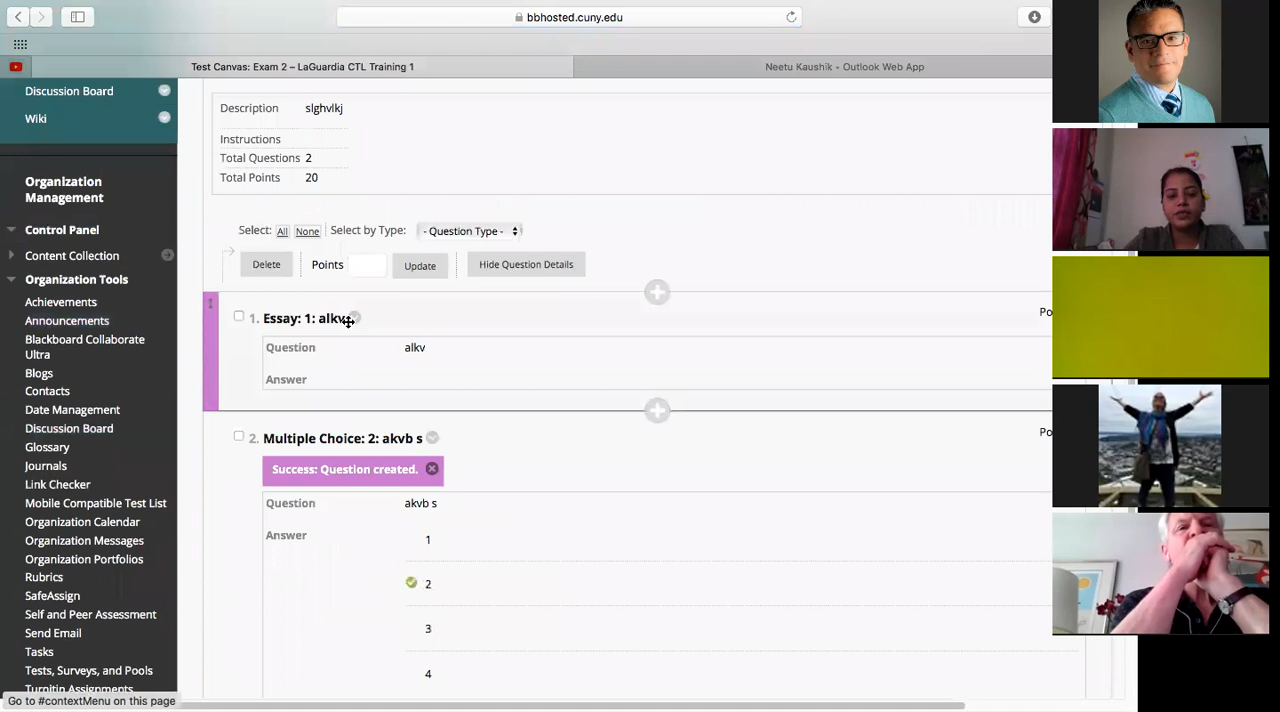 bbhosted.cuny.edu
Test Canvas: Exam 2 – LaGuardia CTL Training 1
Neetu Kaushik - Outlook Web App
Discussion Board
Wiki
Organization
Management
Control Panel
Content Collection
Organization Tools
Achievements
Announcements
Blackboard Collaborate
Ultra
Blogs
Contacts
Date Management
Discussion Board
Glossary
Journals
Link Checker
Mobile Compatible Test List
Organization Calendar
Organization Messages
Organization Portfolios
Rubrics
SafeAssign
Self and Peer Assessment
Send Email
Tasks
Tests, Surveys, and Pools
Turnitin Assignments
Go to #contextMenu on this page
Description slghvlkj
Instructions
Total Questions 2
Total Points 20
Select: All None Select by Type: - Question Type -
Delete Points Update Hide Question Details
1. Essay: 1: alkv
Po
Question alkv
Answer
2. Multiple Choice: 2: akvb s
Po
Success: Question created.
Question akvb s
Answer 1
2
3
4